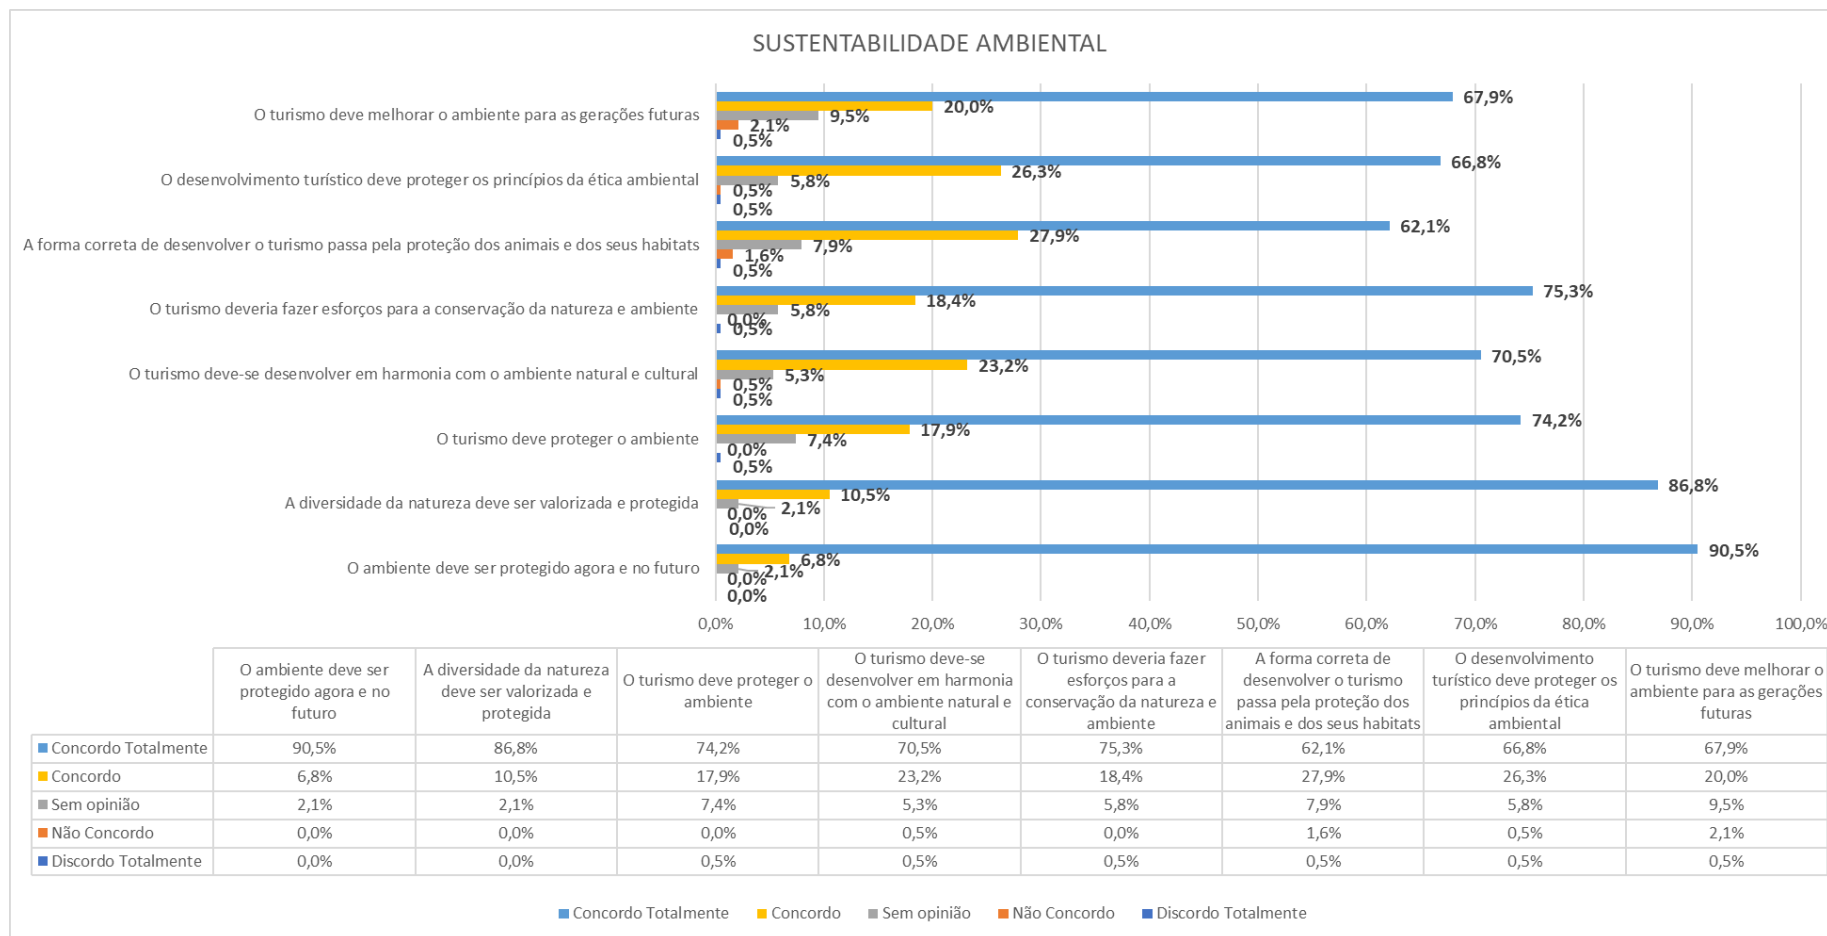 SUSTENTABILIDADE AMBIENTAL
O turismo deve melhorar o ambiente para as gerações futuras
67,9%
20,0%
9,5%
2,1%
0,5%
O desenvolvimento turístico deve proteger os princípios da ética ambiental
66,8%
26,3%
5,8%
0,5%
0,5%
A forma correta de desenvolver o turismo passa pela proteção dos animais e dos seus habitats
62,1%
27,9%
7,9%
1,6%
0,5%
O turismo deveria fazer esforços para a conservação da natureza e ambiente
75,3%
18,4%
5,8%
0,0%
0,5%
O turismo deve-se desenvolver em harmonia com o ambiente natural e cultural
70,5%
23,2%
5,3%
0,5%
0,5%
O turismo deve proteger o ambiente
74,2%
17,9%
7,4%
0,0%
0,5%
A diversidade da natureza deve ser valorizada e protegida
86,8%
10,5%
2,1%
0,0%
0,0%
O ambiente deve ser protegido agora e no futuro
90,5%
6,8%
2,1%
0,0%
0,0%
0,0% 10,0% 20,0% 30,0% 40,0% 50,0% 60,0% 70,0% 80,0% 90,0% 100,0%
O ambiente deve ser
protegido agora e no
futuro
A diversidade da natureza
deve ser valorizada e
protegida
O turismo deve proteger o
ambiente
O turismo deve-se
desenvolver em harmonia
com o ambiente natural e
cultural
O turismo deveria fazer
esforços para a
conservação da natureza e
ambiente
A forma correta de
desenvolver o turismo
passa pela proteção dos
animais e dos seus habitats
O desenvolvimento
turístico deve proteger os
princípios da ética
ambiental
O turismo deve melhorar o
ambiente para as gerações
futuras
Concordo Totalmente 90,5% 86,8% 74,2% 70,5% 75,3% 62,1% 66,8% 67,9%
Concordo 6,8% 10,5% 17,9% 23,2% 18,4% 27,9% 26,3% 20,0%
Sem opinião 2,1% 2,1% 7,4% 5,3% 5,8% 7,9% 5,8% 9,5%
Não Concordo 0,0% 0,0% 0,0% 0,5% 0,0% 1,6% 0,5% 2,1%
Discordo Totalmente 0,0% 0,0% 0,5% 0,5% 0,5% 0,5% 0,5% 0,5%
Concordo Totalmente Concordo Sem opinião Não Concordo Discordo Totalmente